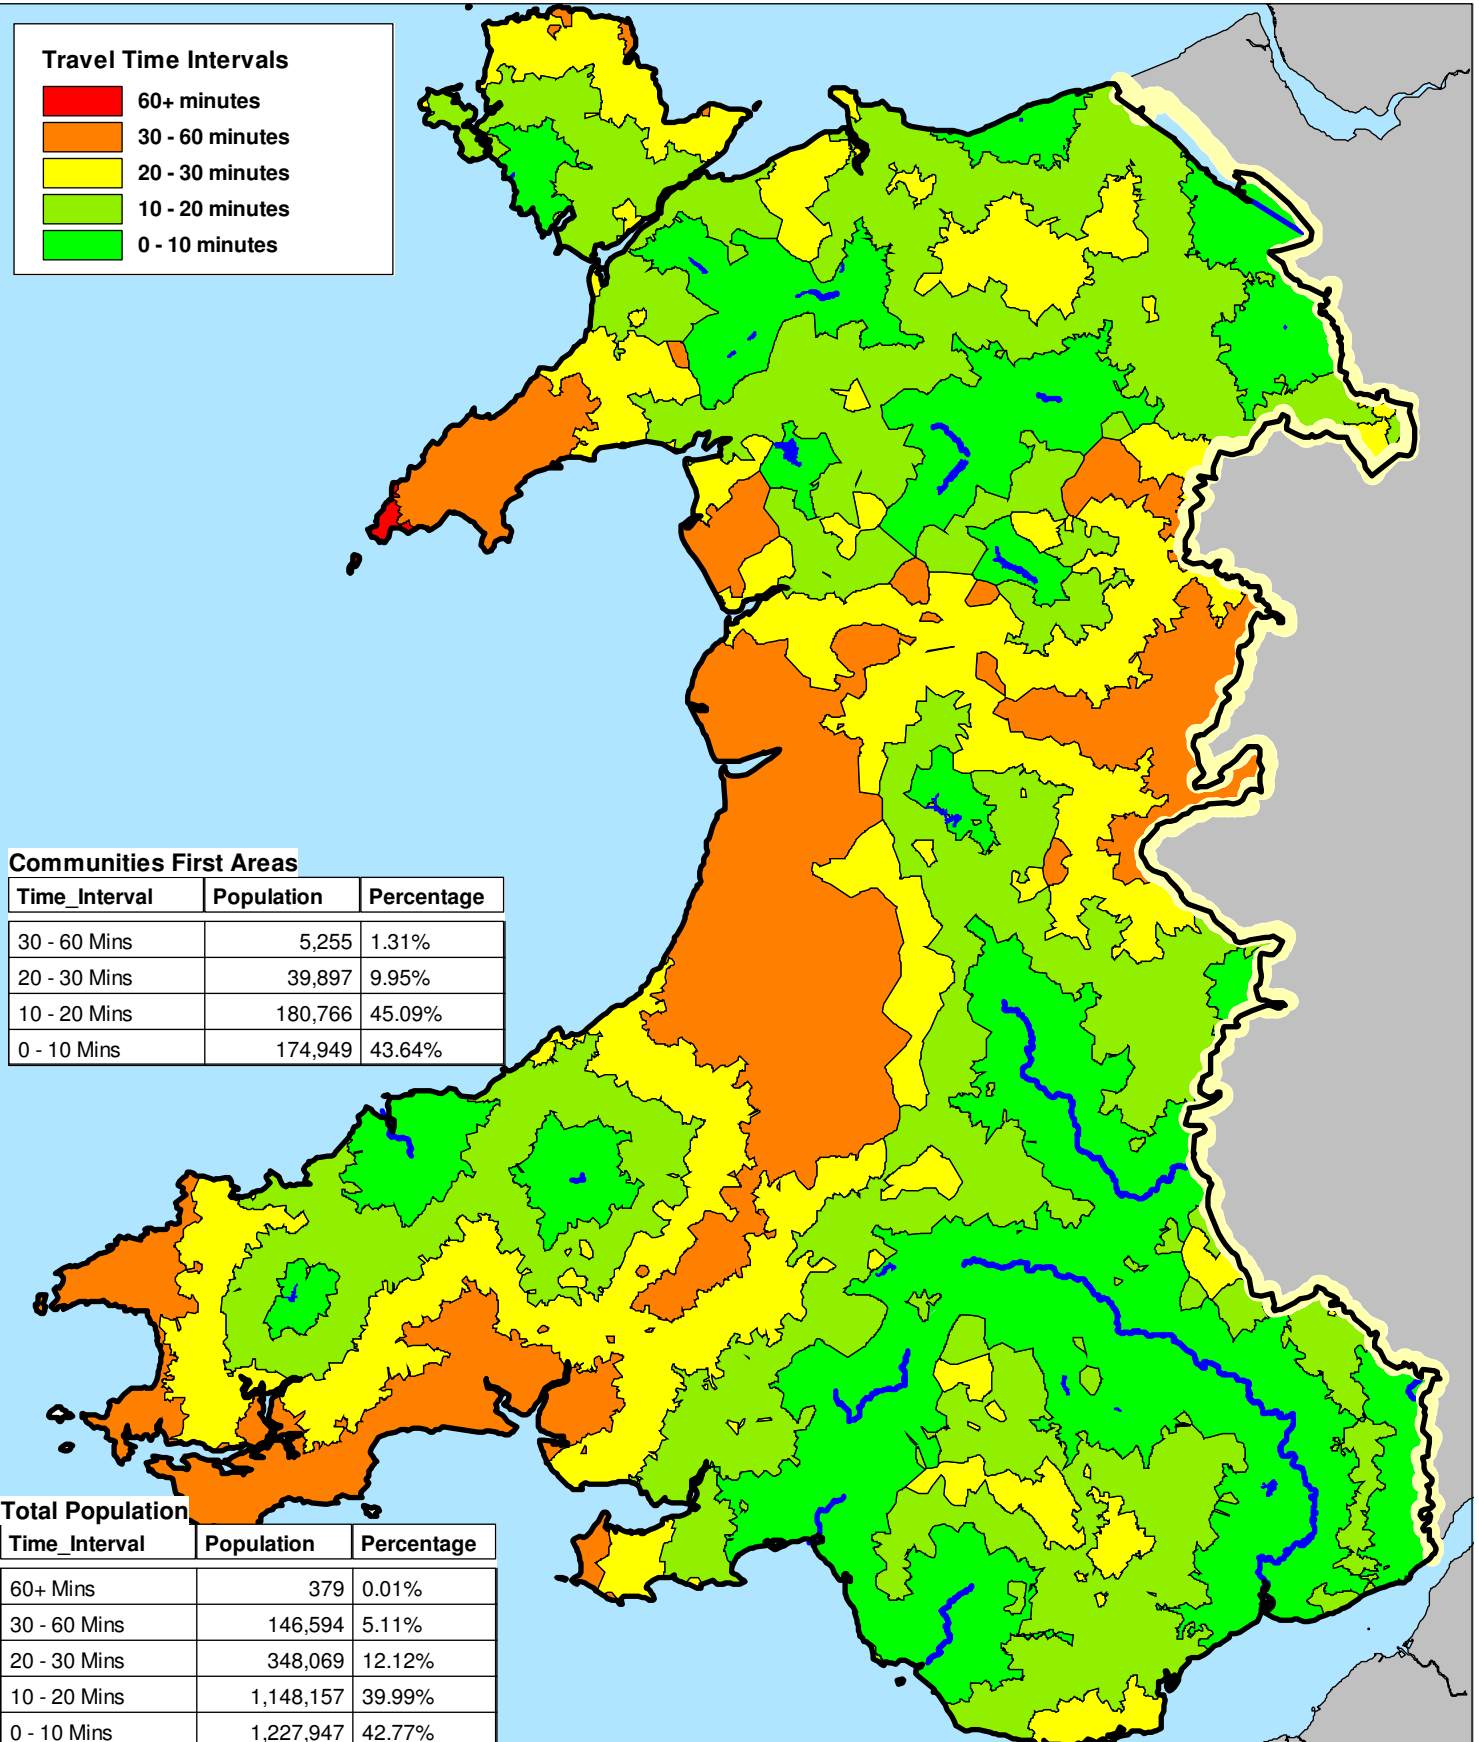 Travel Time Intervals
60+ minutes
30 - 60 minutes
20 - 30 minutes
10 - 20 minutes
0 - 10 minutes
Communities First Areas
Time_Interval Population Percentage
30 - 60 Mins 5,255 1.31%
20 - 30 Mins 39,897 9.95%
10 - 20 Mins 180,766 45.09%
0 - 10 Mins 174,949 43.64%
Total Population
Time_Interval Population Percentage
60+ Mins 379 0.01%
30 - 60 Mins 146,594 5.11%
20 - 30 Mins 348,069 12.12%
10 - 20 Mins 1,148,157 39.99%
0 - 10 Mins 1,227,947 42.77%